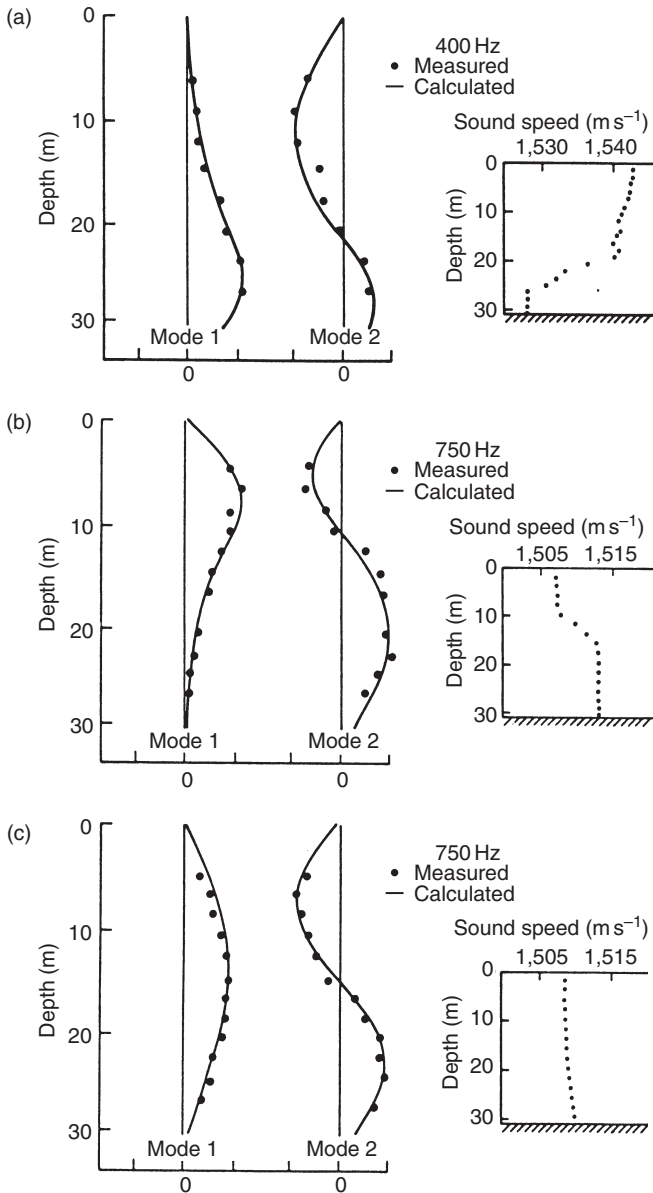 (a)
0
10
20
30
Depth (m)
Mode 1
Mode 2
0
0
400 Hz
• Measured
— Calculated
Sound speed (m s⁻¹)
1,530
1,540
0
10
20
30
Depth (m)
(b)
0
10
20
30
Depth (m)
Mode 1
Mode 2
0
0
750 Hz
• Measured
— Calculated
Sound speed (m s⁻¹)
1,505
1,515
0
10
20
30
Depth (m)
(c)
0
10
20
30
Depth (m)
Mode 1
Mode 2
0
0
750 Hz
• Measured
— Calculated
Sound speed (m s⁻¹)
1,505
1,515
0
10
20
30
Depth (m)